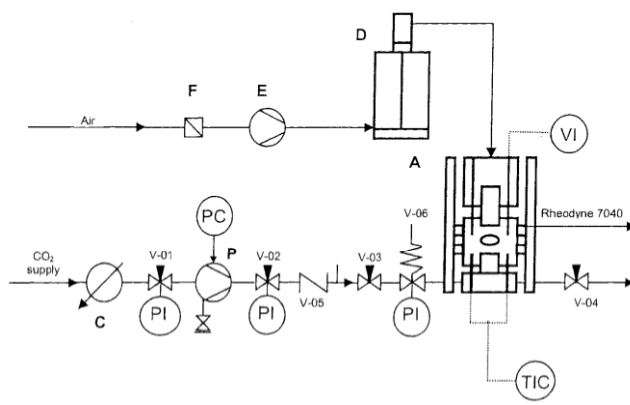 D
F
E
Air
VI
A
PC
V-06
Rheodyne 7040
CO₂
supply
V-01
P
V-02
V-03
V-05
V-04
C
PI
PI
PI
TIC